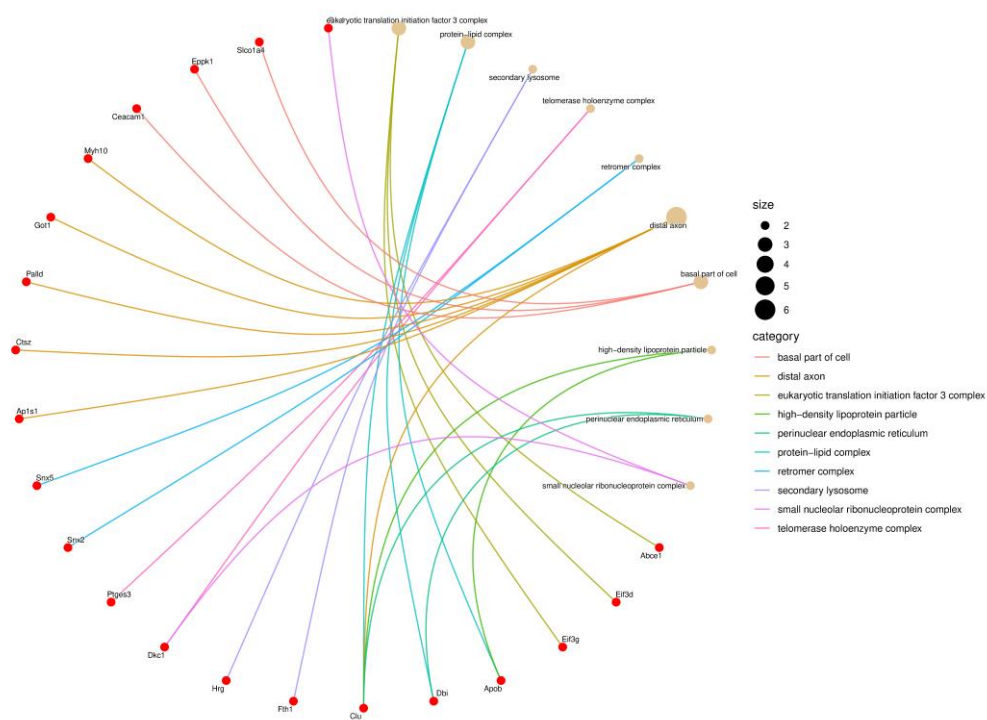 eukaryotic translation initiation factor 3 complex
protein−lipid complex
Slco1a4
Eppk1
secondary lysosome
telomerase holoenzyme complex
Ceacam1
Myh10
retromer complex
Got1
distal axon
Palld
basal part of cell
Ctsz
high−density lipoprotein particle
Ap1s1
perinuclear endoplasmic reticulum
Snx5
small nucleolar ribonucleoprotein complex
Snx2
Abce1
Ptges3
Eif3d
Dkc1
Eif3g
Hrg
Fth1
Clu
Dbi
Apob
size
2
3
4
5
6
category
basal part of cell
distal axon
eukaryotic translation initiation factor 3 complex
high−density lipoprotein particle
perinuclear endoplasmic reticulum
protein−lipid complex
retromer complex
secondary lysosome
small nucleolar ribonucleoprotein complex
telomerase holoenzyme complex